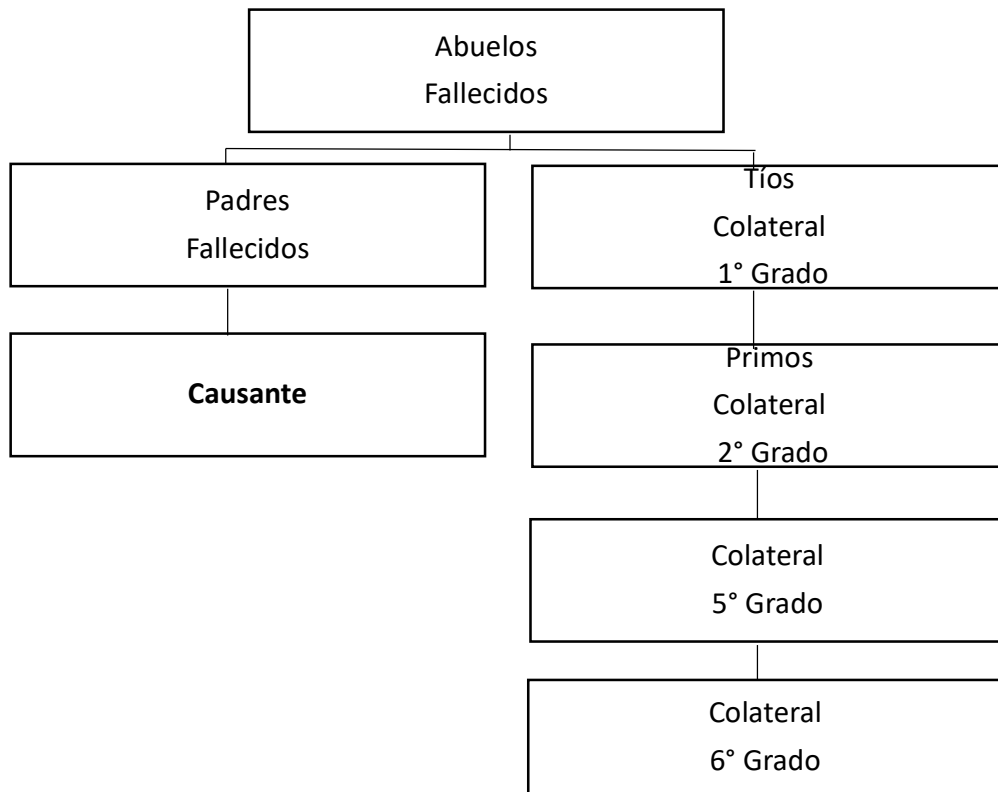 Abuelos
Fallecidos
Padres
Fallecidos
Tíos
Colateral
1° Grado
Causante
Primos
Colateral
2° Grado
Colateral
5° Grado
Colateral
6° Grado